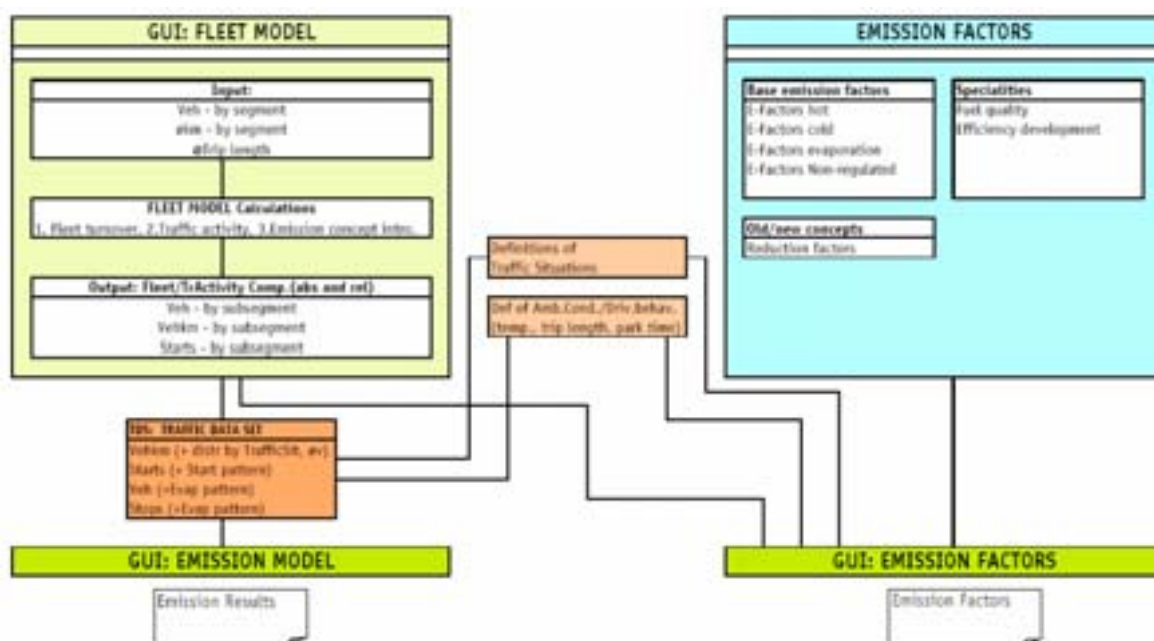 GUI: FLEET MODEL
Input:
Veh - by segment
økm - by segment
øTrip length
FLEET MODEL Calculations
1. Fleet turnover, 2.Traffic activity, 3.Emission concept intro.
Output: Fleet/TrActivity Comp.(abs and rel)
Veh - by subsegment
Vehkm - by subsegment
Starts - by subsegment
TDS: TRAFFIC DATA SET
Vehkm (+ distr by TrafficSit, øv)
Starts (+ Start pattern)
Veh (+Evap pattern)
Stops (+Evap pattern)
GUI: EMISSION MODEL
Emission Results
Definitions of
Traffic Situations
Def of Amb.Cond./Driv.behav.
(temp., trip length, park time)
EMISSION FACTORS
Base emission factors
E-Factors hot
E-Factors cold
E-Factors evaporation
E-Factors Non-regulated
Specialities
Fuel quality
Efficiency development
Old/new concepts
Reduction factors
GUI: EMISSION FACTORS
Emission Factors